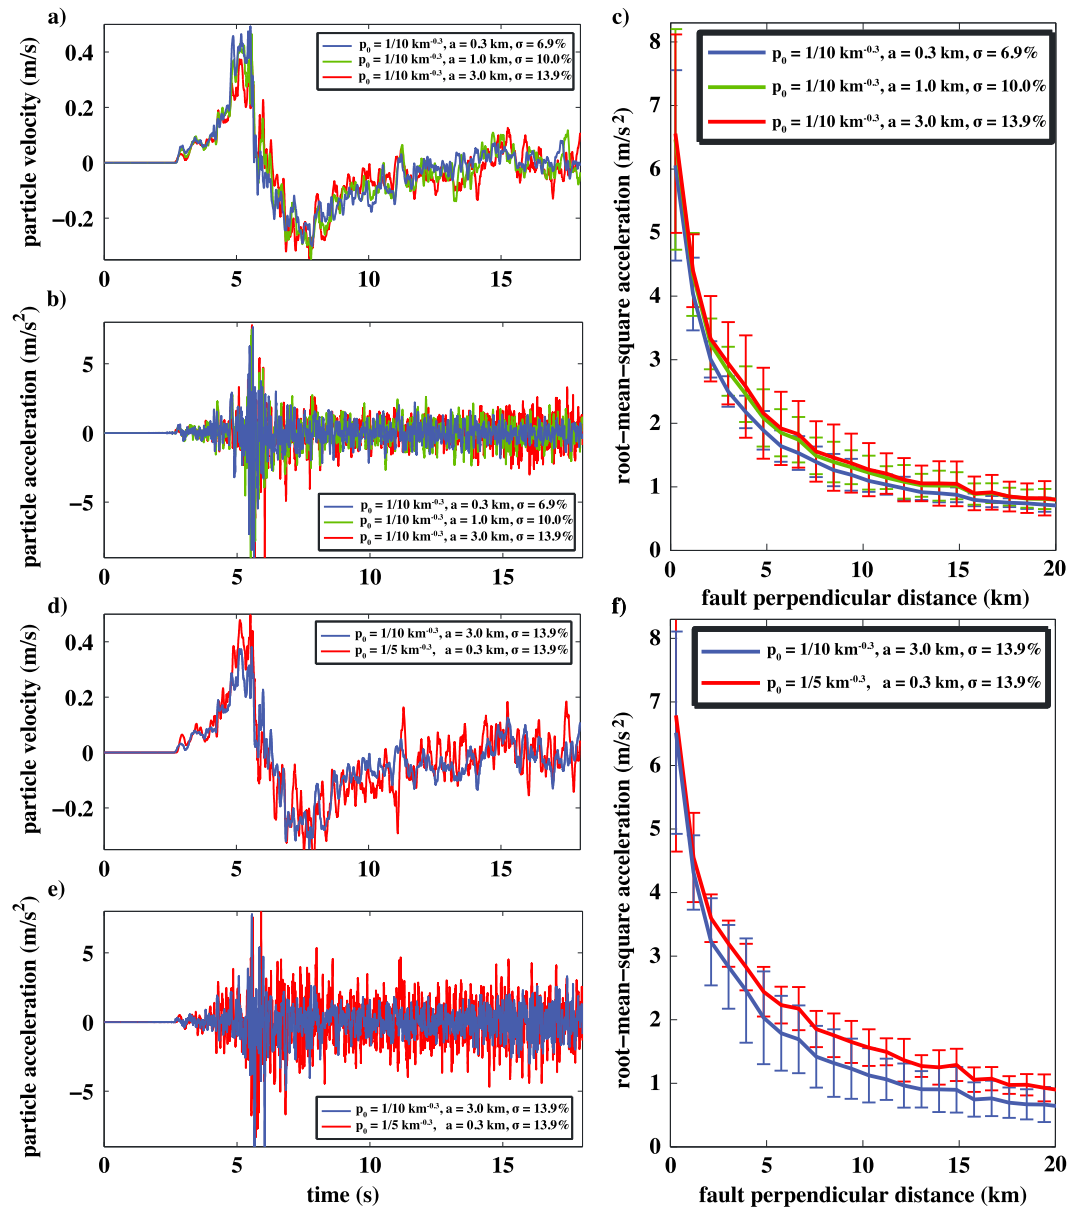 a)
particle velocity (m/s)
0.4
0.2
0
−0.2
p0 = 1/10 km-0.3, a = 0.3 km, σ = 6.9%
p0 = 1/10 km-0.3, a = 1.0 km, σ = 10.0%
p0 = 1/10 km-0.3, a = 3.0 km, σ = 13.9%
0 5 10 15
b)
particle acceleration (m/s2)
5
0
−5
p0 = 1/10 km-0.3, a = 0.3 km, σ = 6.9%
p0 = 1/10 km-0.3, a = 1.0 km, σ = 10.0%
p0 = 1/10 km-0.3, a = 3.0 km, σ = 13.9%
0 5 10 15
c)
root−mean−square acceleration (m/s2)
8
7
6
5
4
3
2
1
0
p0 = 1/10 km-0.3, a = 0.3 km, σ = 6.9%
p0 = 1/10 km-0.3, a = 1.0 km, σ = 10.0%
p0 = 1/10 km-0.3, a = 3.0 km, σ = 13.9%
0 5 10 15 20
fault perpendicular distance (km)
d)
particle velocity (m/s)
0.4
0.2
0
−0.2
p0 = 1/10 km-0.3, a = 3.0 km, σ = 13.9%
p0 = 1/5 km-0.3, a = 0.3 km, σ = 13.9%
0 5 10 15
e)
particle acceleration (m/s2)
5
0
−5
p0 = 1/10 km-0.3, a = 3.0 km, σ = 13.9%
p0 = 1/5 km-0.3, a = 0.3 km, σ = 13.9%
0 5 10 15
time (s)
f)
root−mean−square acceleration (m/s2)
8
7
6
5
4
3
2
1
0
p0 = 1/10 km-0.3, a = 3.0 km, σ = 13.9%
p0 = 1/5 km-0.3, a = 0.3 km, σ = 13.9%
0 5 10 15 20
fault perpendicular distance (km)